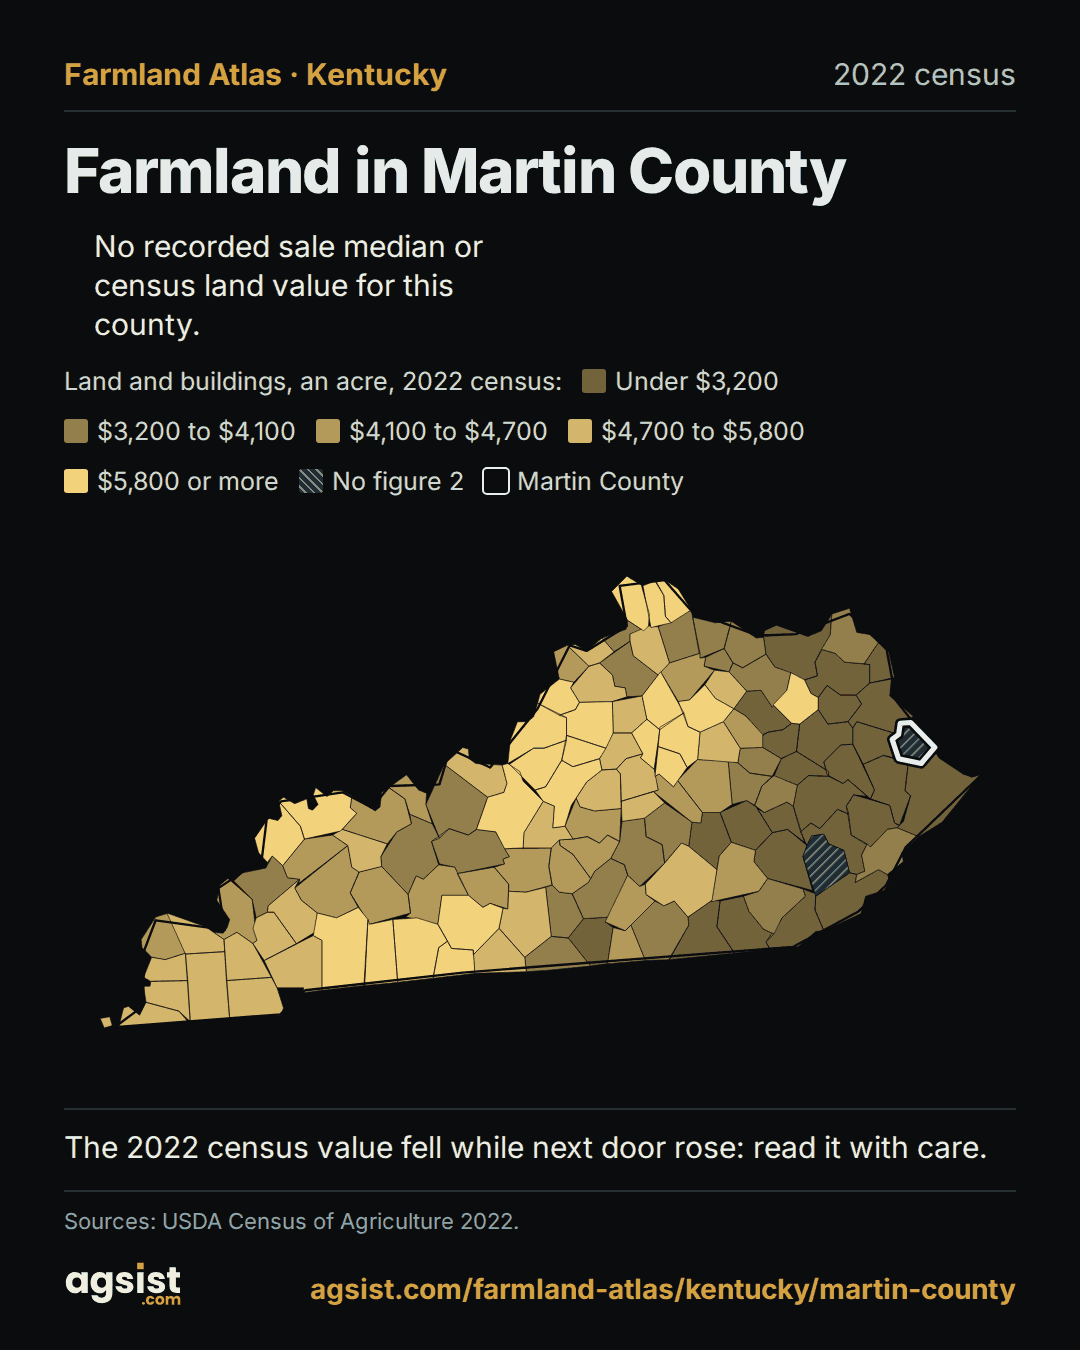 Farmland Atlas · Kentucky
2022 census
Farmland in Martin County
No recorded sale median or
census land value for this
county.
Land and buildings, an acre, 2022 census: Under $3,200
$3,200 to $4,100 $4,100 to $4,700 $4,700 to $5,800
$5,800 or more No figure 2 Martin County
The 2022 census value fell while next door rose: read it with care.
Sources: USDA Census of Agriculture 2022.
agsist
.com
agsist.com/farmland-atlas/kentucky/martin-county